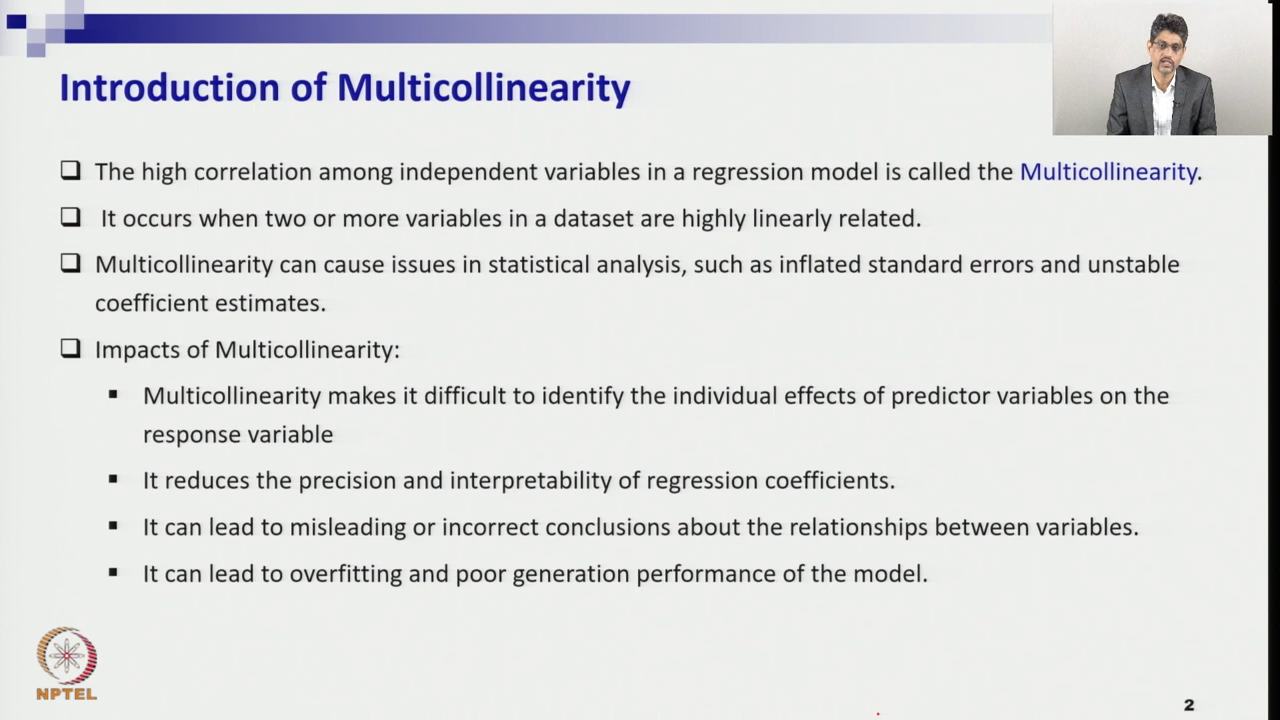 Introduction of Multicollinearity
❑ The high correlation among independent variables in a regression model is called the Multicollinearity.
❑ It occurs when two or more variables in a dataset are highly linearly related.
❑ Multicollinearity can cause issues in statistical analysis, such as inflated standard errors and unstable
coefficient estimates.
❑ Impacts of Multicollinearity:
▪ Multicollinearity makes it difficult to identify the individual effects of predictor variables on the
response variable
▪ It reduces the precision and interpretability of regression coefficients.
▪ It can lead to misleading or incorrect conclusions about the relationships between variables.
▪ It can lead to overfitting and poor generation performance of the model.
NPTEL
2